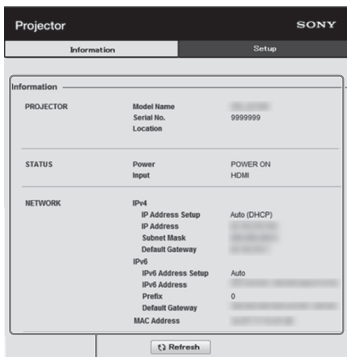 Projector SONY
Information Setup
Information
PROJECTOR Model Name
Serial No. 9999999
Location
STATUS Power POWER ON
Input HDMI
NETWORK IPv4
IP Address Setup Auto (DHCP)
IP Address
Subnet Mask
Default Gateway
IPv6
IPv6 Address Setup Auto
IPv6 Address
Prefix 0
Default Gateway
MAC Address
Refresh